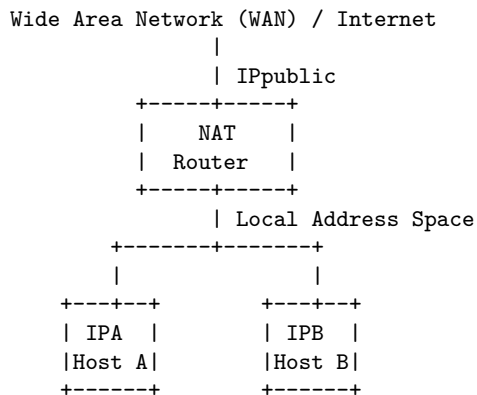 Wide Area Network (WAN) / Internet
IPpublic
NAT
Router
Local Address Space
IPA IPB
Host A Host B